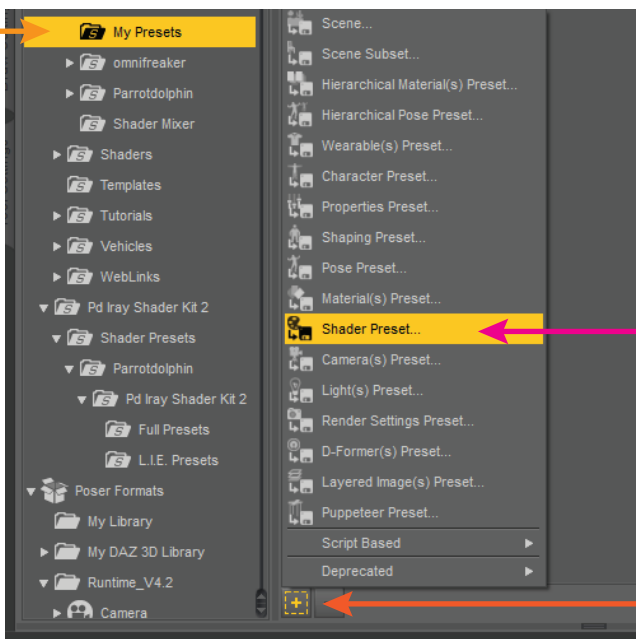 My Presets
omnifreaker
Parrotdolphin
Shader Mixer
Shaders
Templates
Tutorials
Vehicles
WebLinks
Pd Iray Shader Kit 2
Shader Presets
Parrotdolphin
Pd Iray Shader Kit 2
Full Presets
L.I.E. Presets
Poser Formats
My Library
My DAZ 3D Library
Runtime_V4.2
Camera
Scene...
Scene Subset...
Hierarchical Material(s) Preset...
Hierarchical Pose Preset...
Wearable(s) Preset...
Character Preset...
Properties Preset...
Shaping Preset...
Pose Preset...
Material(s) Preset...
Shader Preset...
Camera(s) Preset...
Light(s) Preset...
Render Settings Preset...
D-Former(s) Preset...
Layered Image(s) Preset...
Puppeteer Preset...
Script Based
Deprecated